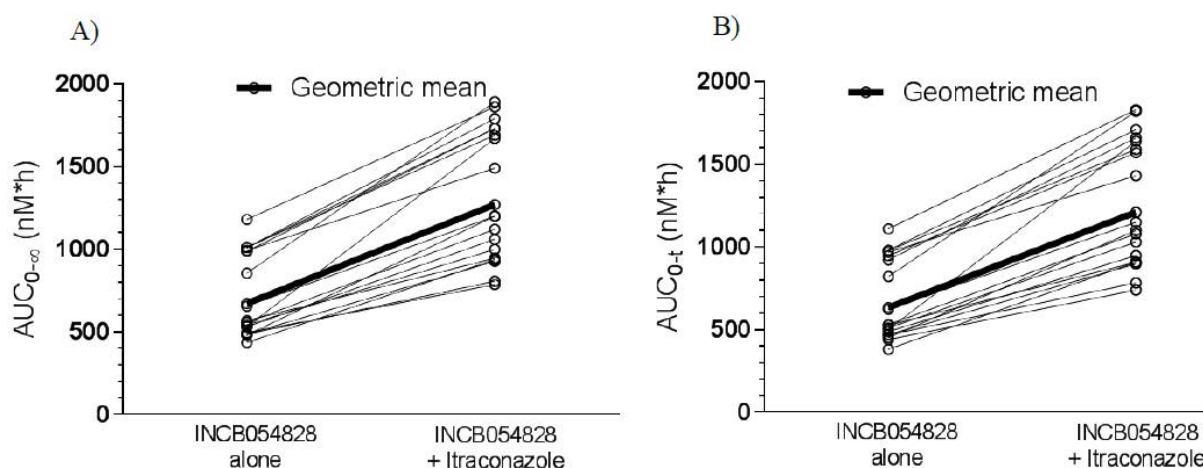 A)
Geometric mean
AUC0-∞ (nM*h)
2000
1500
1000
500
0
INCB054828
alone
INCB054828
+ Itraconazole
B)
Geometric mean
AUC0-t (nM*h)
2000
1500
1000
500
0
INCB054828
alone
INCB054828
+ Itraconazole